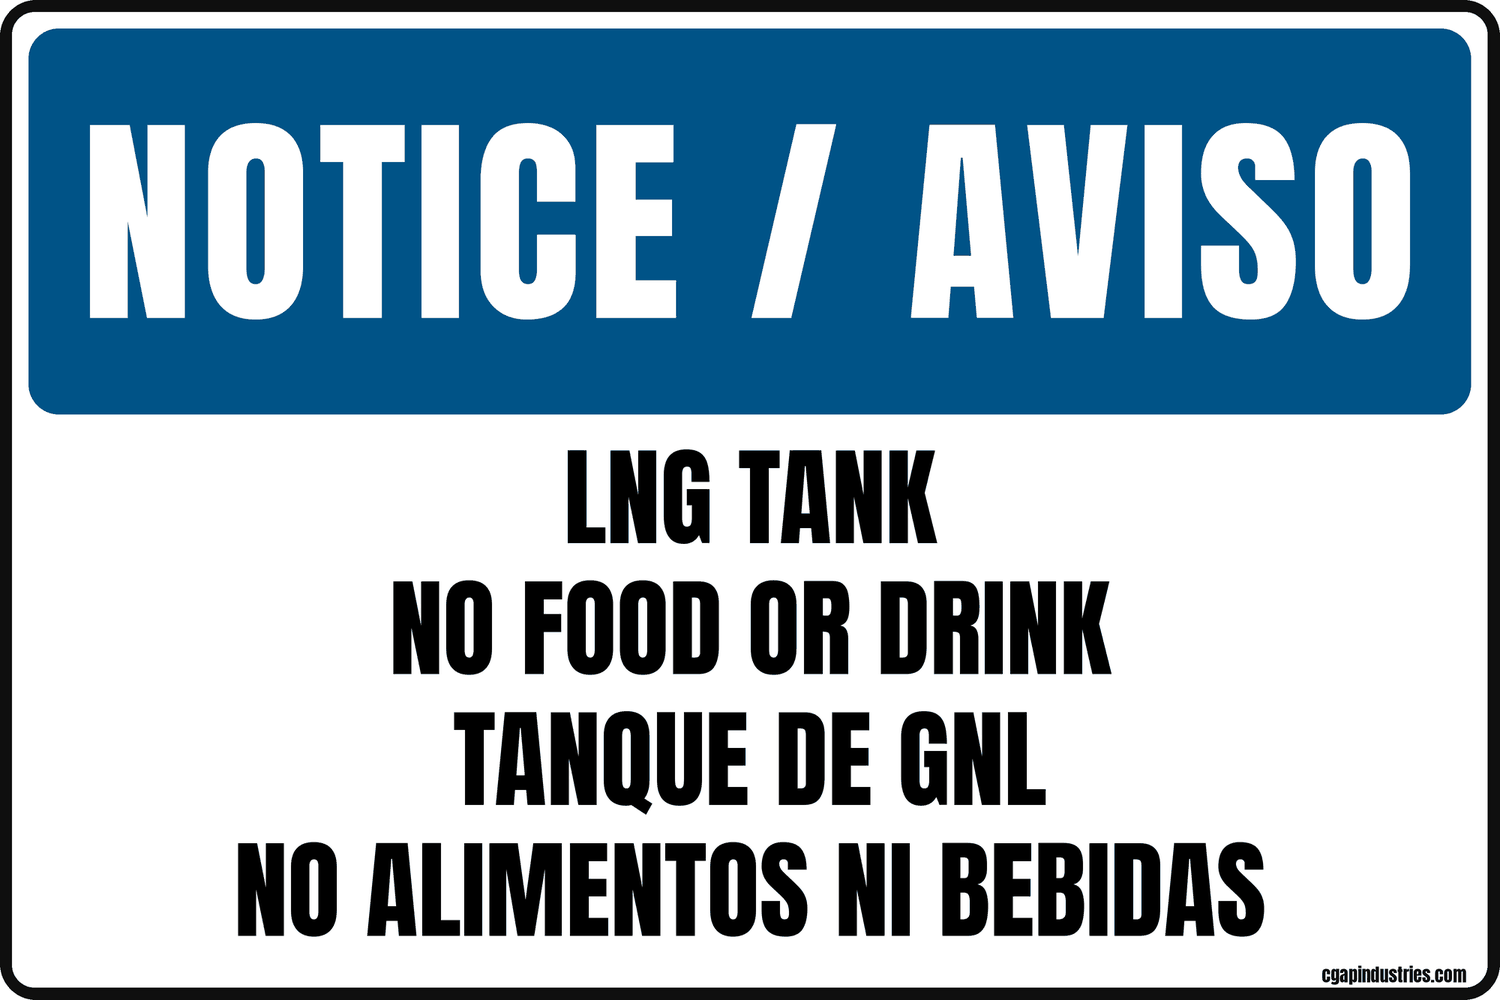 NOTICE / AVISO
LNG TANK
NO FOOD OR DRINK
TANQUE DE GNL
NO ALIMENTOS NI BEBIDAS
cgapindustries.com